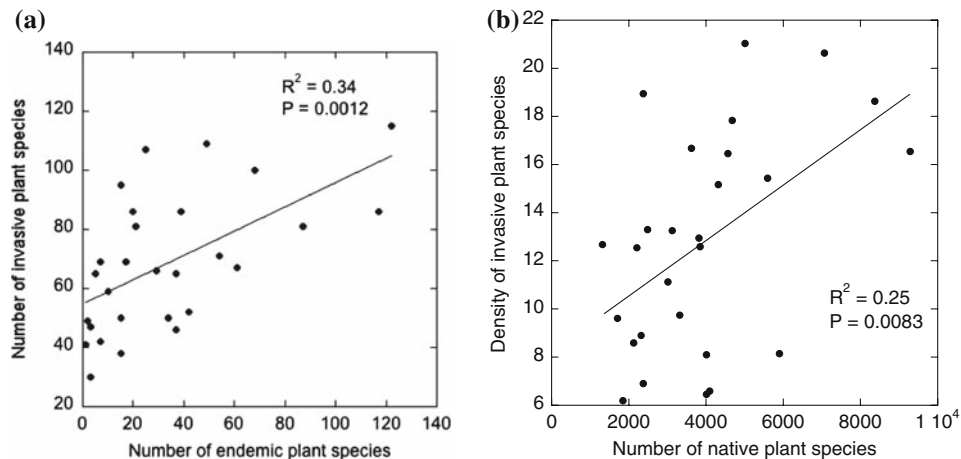 (a)
140
120
100
80
60
40
20
Number of invasive plant species
R² = 0.34
P = 0.0012
0 20 40 60 80 100 120 140
Number of endemic plant species
(b)
22
20
18
16
14
12
10
8
6
Density of invasive plant species
R² = 0.25
P = 0.0083
0 2000 4000 6000 8000 1 10⁴
Number of native plant species